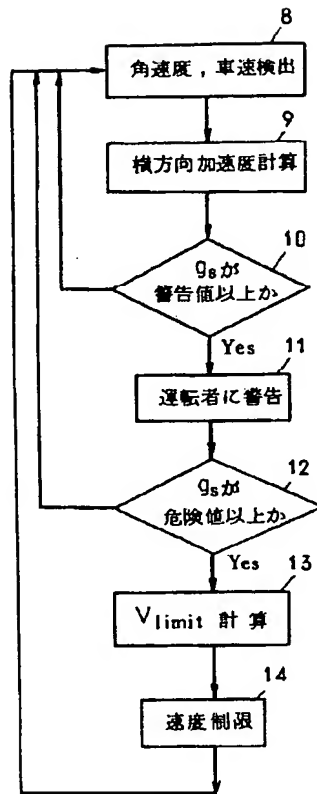 8
角速度,車速検出
9
横方向加速度計算
10
gsが
警告値以上か
Yes
11
運転者に警告
12
gsが
危険値以上か
Yes
13
Vlimit 計算
14
速度制限